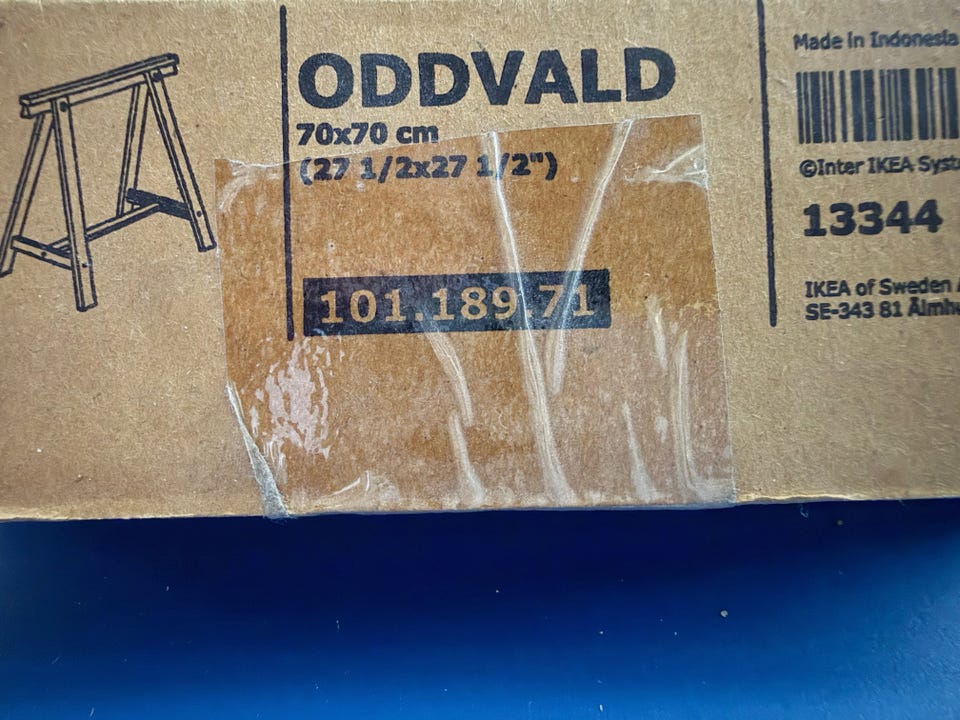 ODDVALD
70x70 cm
(27 1/2x27 1/2")
101.189.71
Made in Indonesia
©Inter IKEA
13344
IKEA of Sweden
SE-343 81